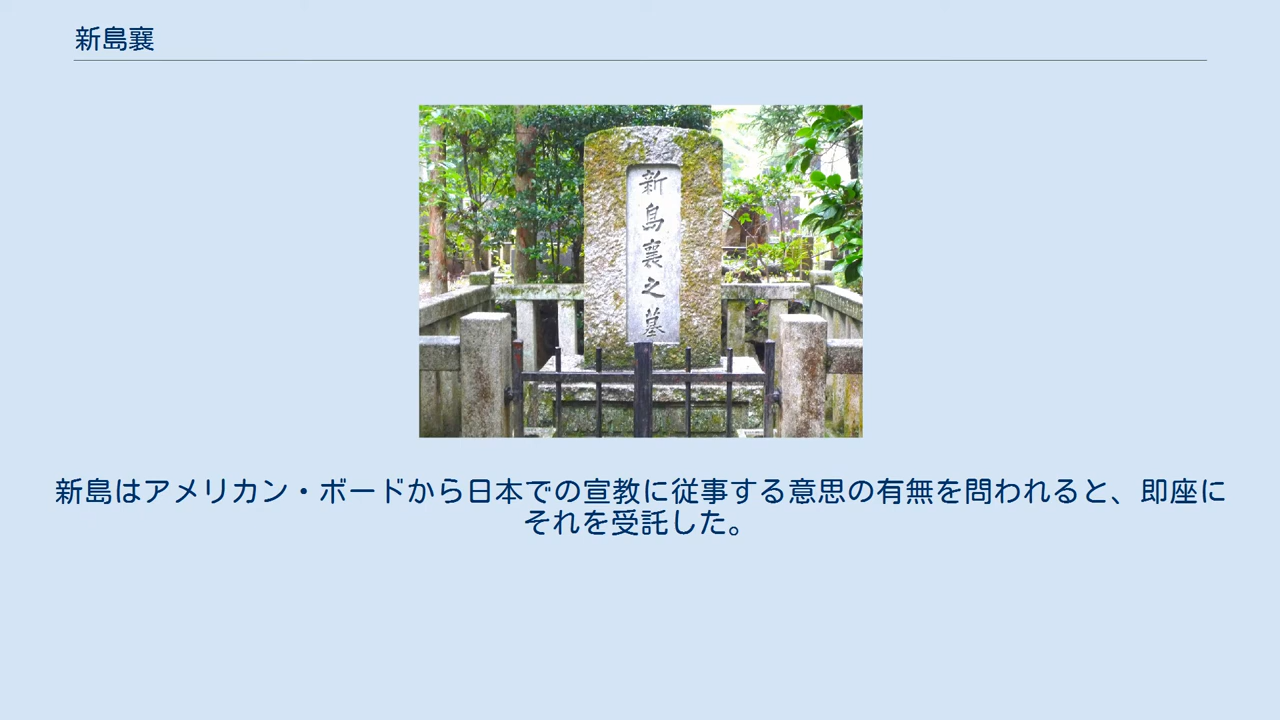 新島襄
新島襄之墓
新島はアメリカン・ボードから日本での宣教に従事する意思の有無を問われると、即座に
それを受託した。